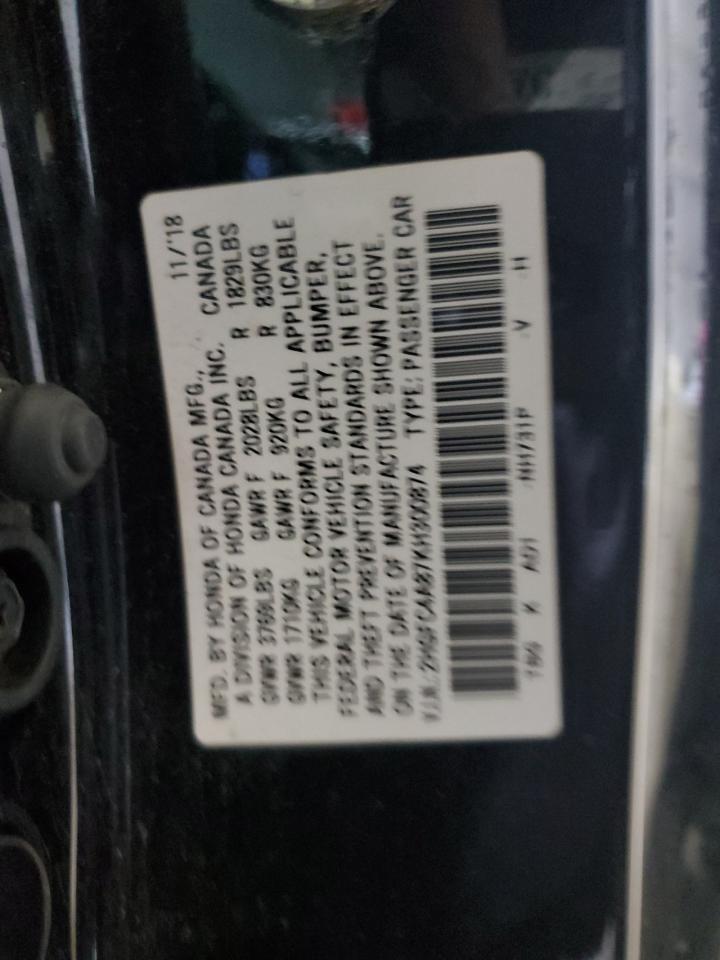 MFD. BY HONDA OF CANADA MFG., 11/'18
A DIVISION OF HONDA CANADA INC. CANADA
GVWR 3769LBS GAWR F 2028LBS R 1829LBS
GVWR 1710KG GAWR F 920KG R 830KG
THIS VEHICLE CONFORMS TO ALL APPLICABLE
FEDERAL MOTOR VEHICLE SAFETY, BUMPER,
AND THEFT PREVENTION STANDARDS IN EFFECT
ON THE DATE OF MANUFACTURE SHOWN ABOVE.
V.I.N.: TYPE: PASSENGER CAR
K A01 NH731P V H